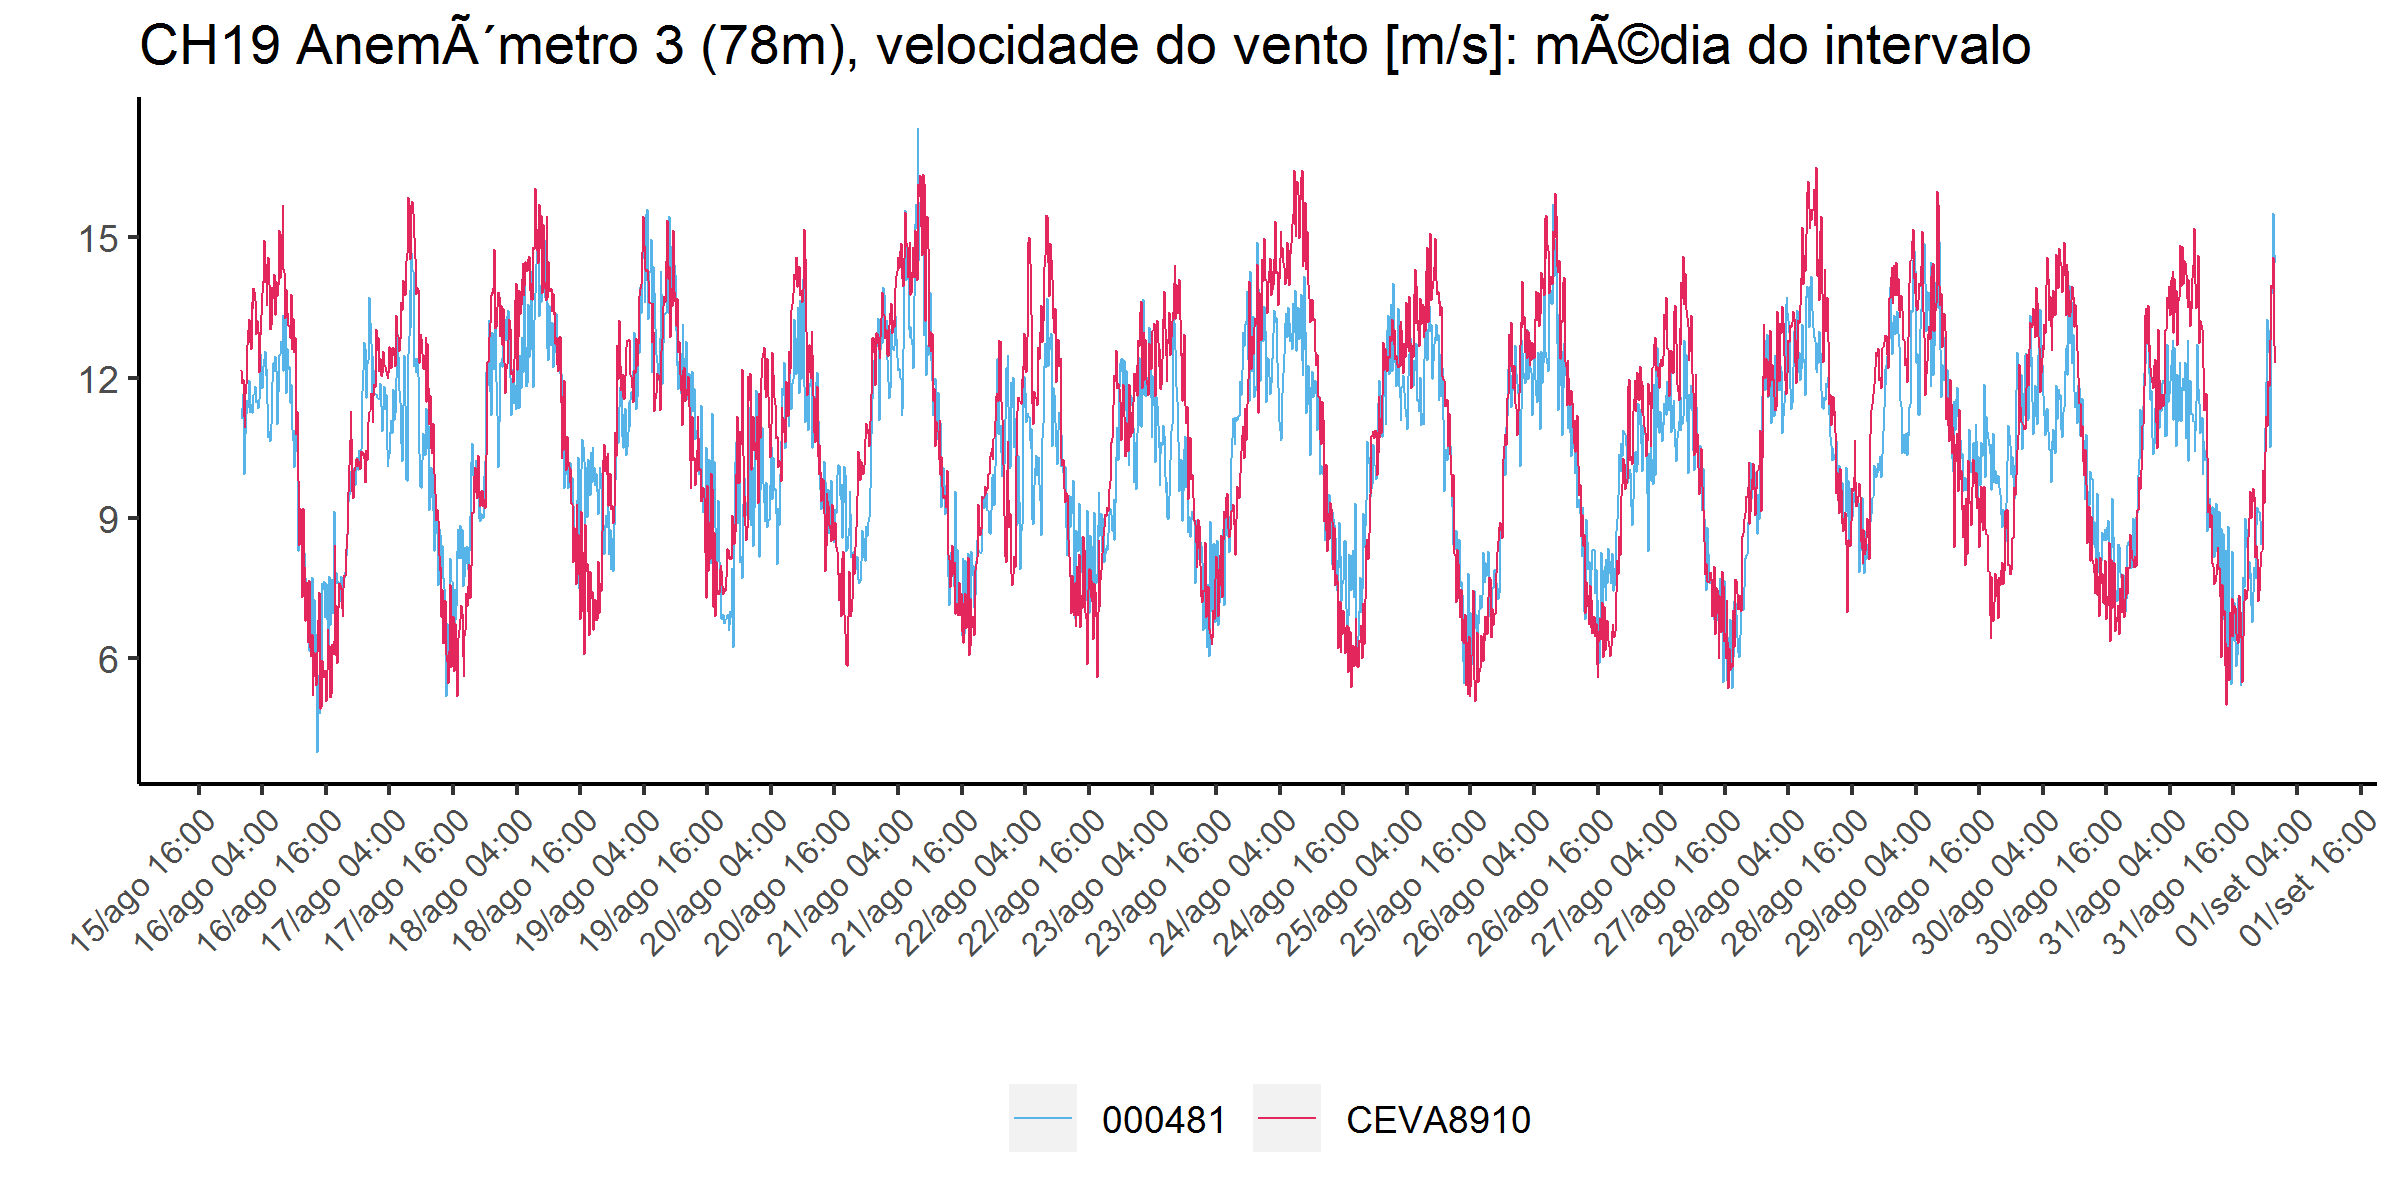 CH19 AnemÃ´metro 3 (78m), velocidade do vento [m/s]: mÃ©dia do intervalo
15
12
9
6
15/ago 16:00
16/ago 04:00
16/ago 16:00
17/ago 04:00
17/ago 16:00
18/ago 04:00
18/ago 16:00
19/ago 04:00
19/ago 16:00
20/ago 04:00
20/ago 16:00
21/ago 04:00
21/ago 16:00
22/ago 04:00
22/ago 16:00
23/ago 04:00
23/ago 16:00
24/ago 04:00
24/ago 16:00
25/ago 04:00
25/ago 16:00
26/ago 04:00
26/ago 16:00
27/ago 04:00
27/ago 16:00
28/ago 04:00
28/ago 16:00
29/ago 04:00
29/ago 16:00
30/ago 04:00
30/ago 16:00
31/ago 04:00
31/ago 16:00
01/set 04:00
01/set 16:00
000481
CEVA8910